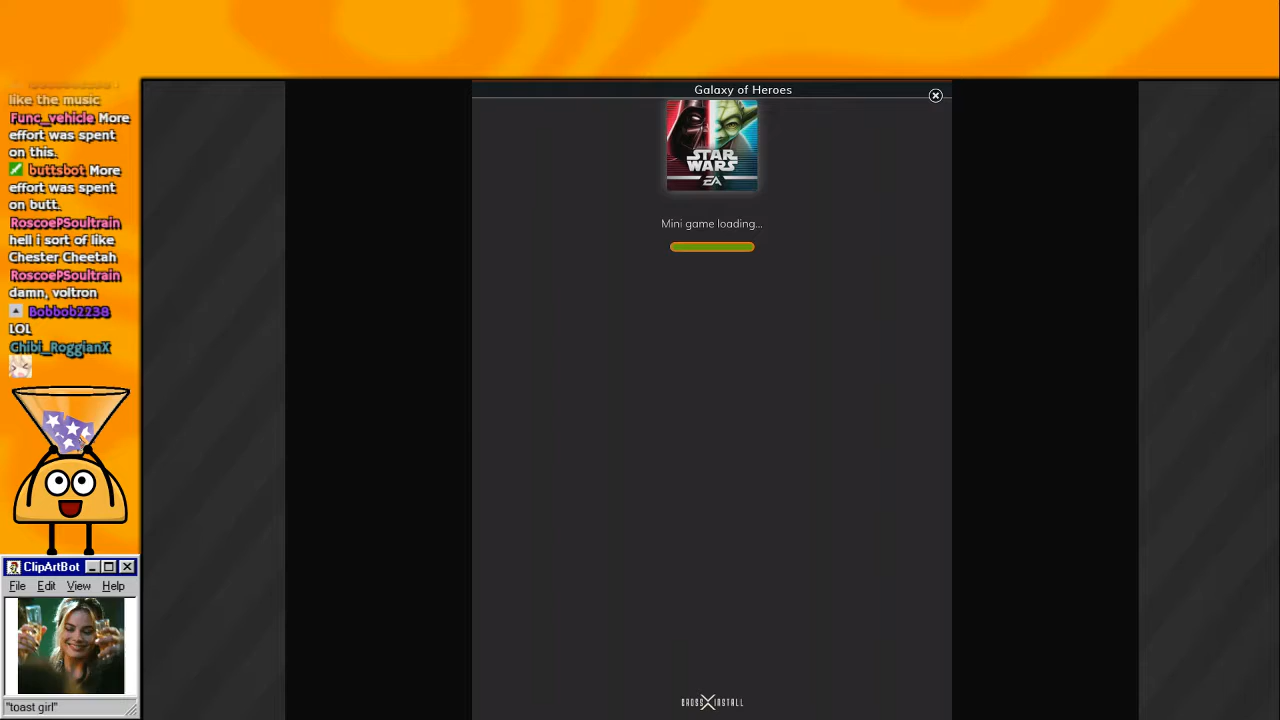 Galaxy of Heroes
STAR
WARS
EA
Mini game loading...
CROSS INSTALL
like the music
Func_vehicle More
effort was spent
on this.
buttsbot More
effort was spent
on butt.
RoscoePSoultrain
hell i sort of like
Chester Cheetah
RoscoePSoultrain
damn, voltron
Bobbob2238
LOL
Chibi_RoggianX
ClipArtBot
File Edit View Help
"toast girl"